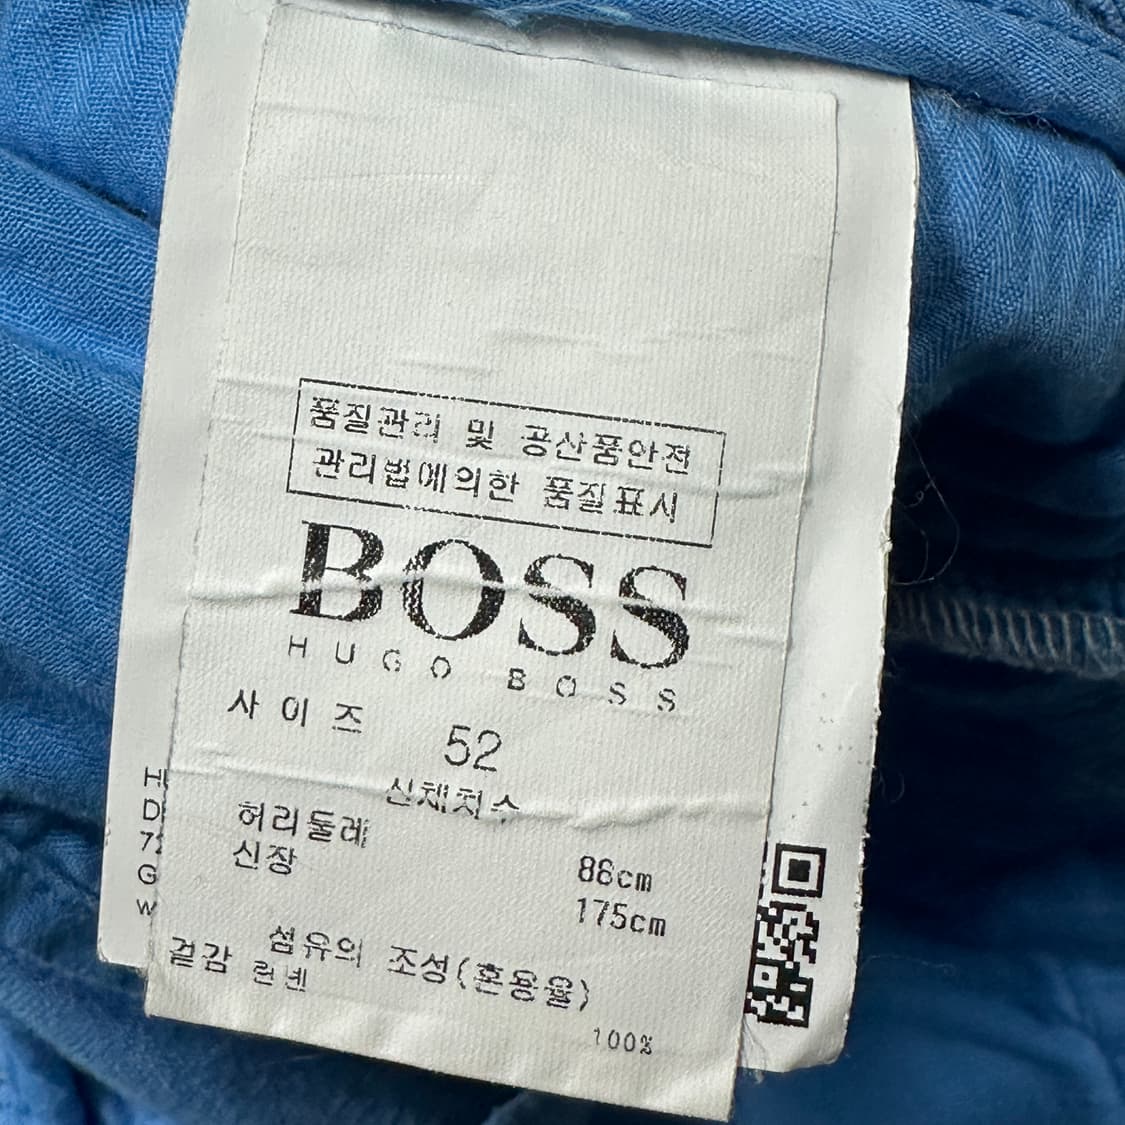 품질관리 및 공산품안전
관리법에의한 품질표시
BOSS
HUGO BOSS
사이즈 52
신체치수
허리둘레 86cm
신장 175cm
섬유의 조성(혼용율)
겉감 린넨 100%